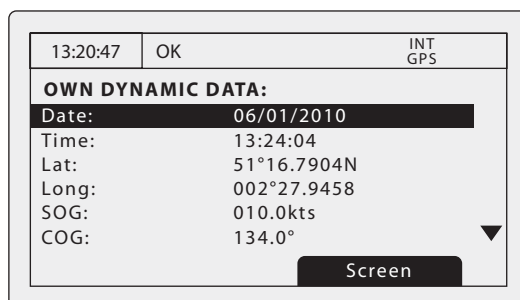 13:20:47 OK INT
GPS
OWN DYNAMIC DATA:
Date: 06/01/2010
Time: 13:24:04
Lat: 51°16.7904N
Long: 002°27.9458
SOG: 010.0kts
COG: 134.0°
Screen